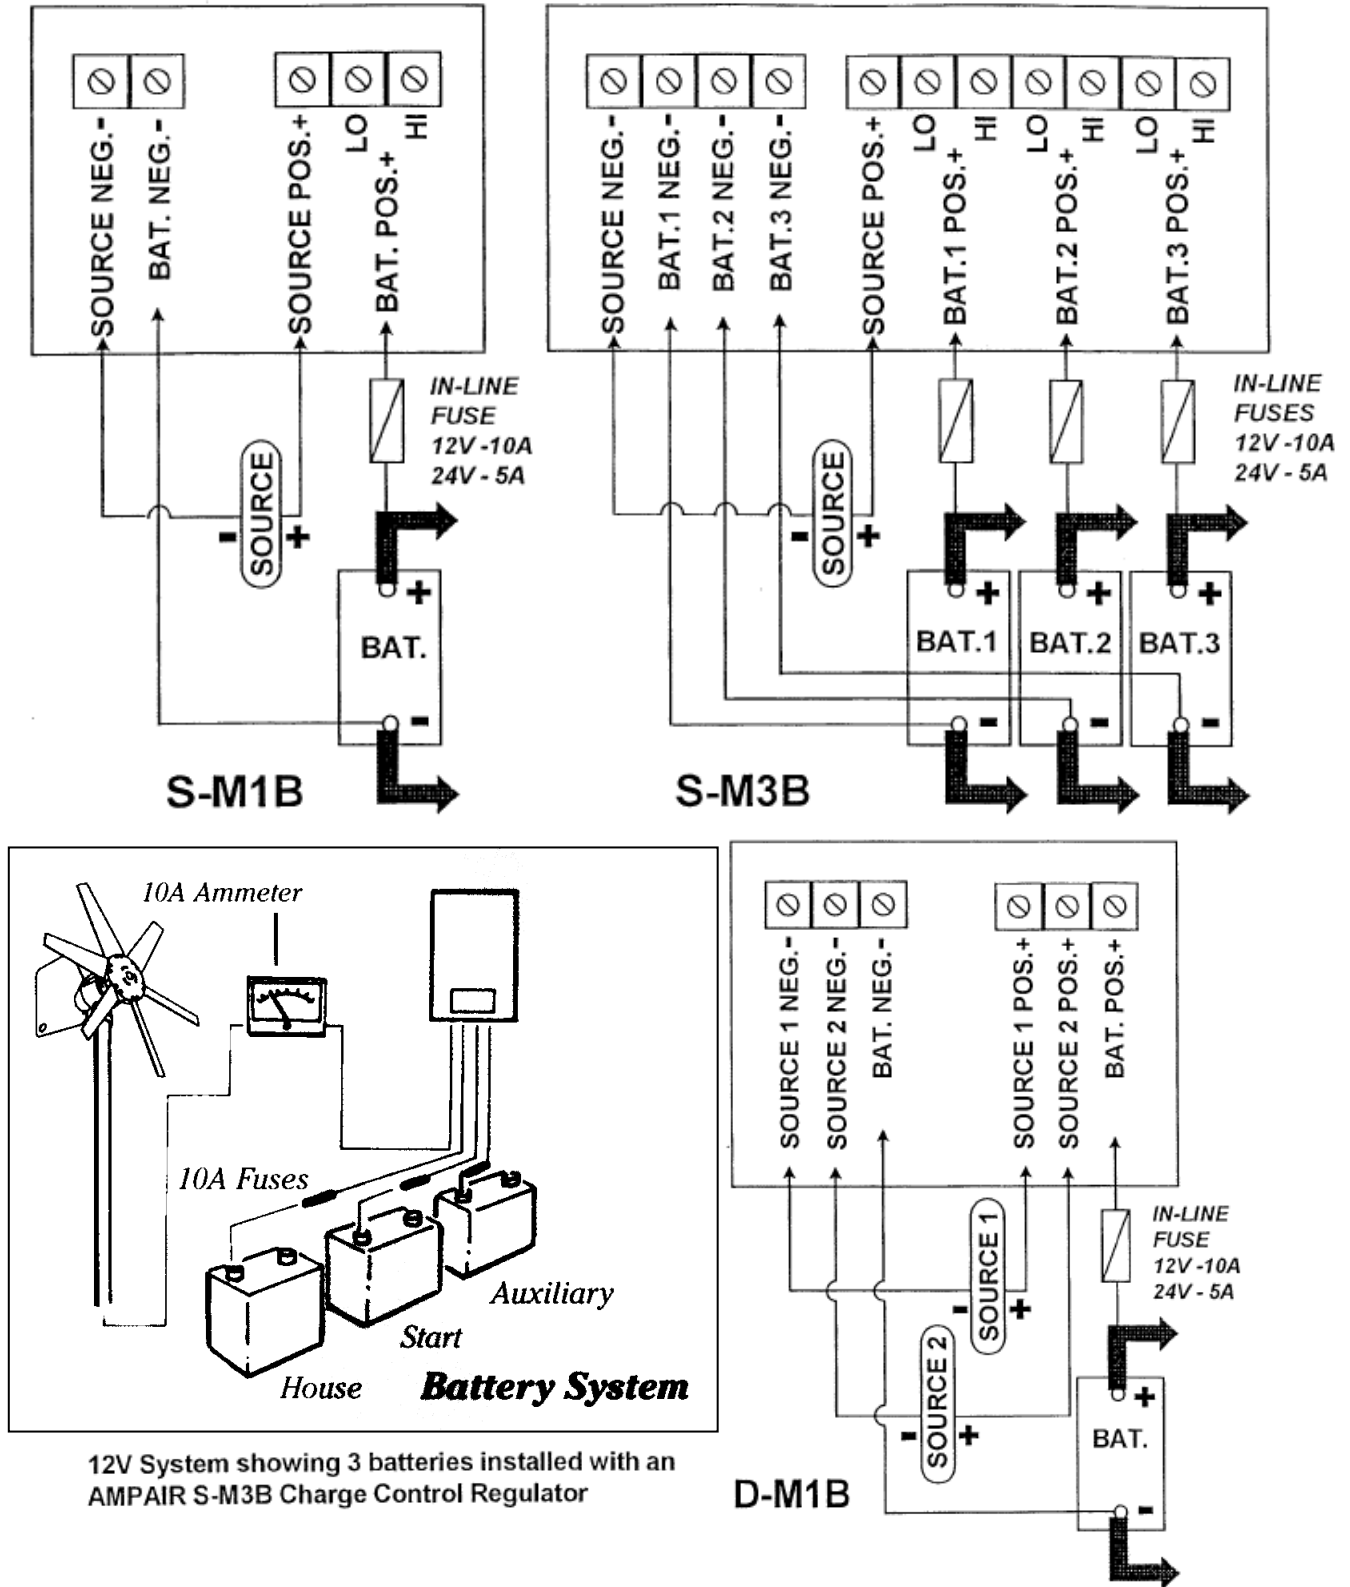 SOURCE NEG.-
BAT. NEG.-
SOURCE POS.+
LO
BAT. POS.+
HI
IN-LINE
FUSE
12V -10A
24V - 5A
SOURCE
-
+
+
BAT.
-
S-M1B
SOURCE NEG.-
BAT.1 NEG.-
BAT.2 NEG.-
BAT.3 NEG.-
SOURCE POS.+
LO
BAT.1 POS.+
HI
LO
BAT.2 POS.+
HI
LO
BAT.3 POS.+
HI
IN-LINE
FUSES
12V -10A
24V - 5A
SOURCE
-
+
+
+
+
BAT.1
BAT.2
BAT.3
-
-
-
S-M3B
10A Ammeter
10A Fuses
Auxiliary
Start
House
Battery System
12V System showing 3 batteries installed with an
AMPAIR S-M3B Charge Control Regulator
SOURCE 1 NEG.-
SOURCE 2 NEG.-
BAT. NEG.-
SOURCE 1 POS.+
SOURCE 2 POS.+
BAT. POS.+
IN-LINE
FUSE
12V -10A
24V - 5A
SOURCE 1
-
+
SOURCE 2
-
+
+
BAT.
-
D-M1B